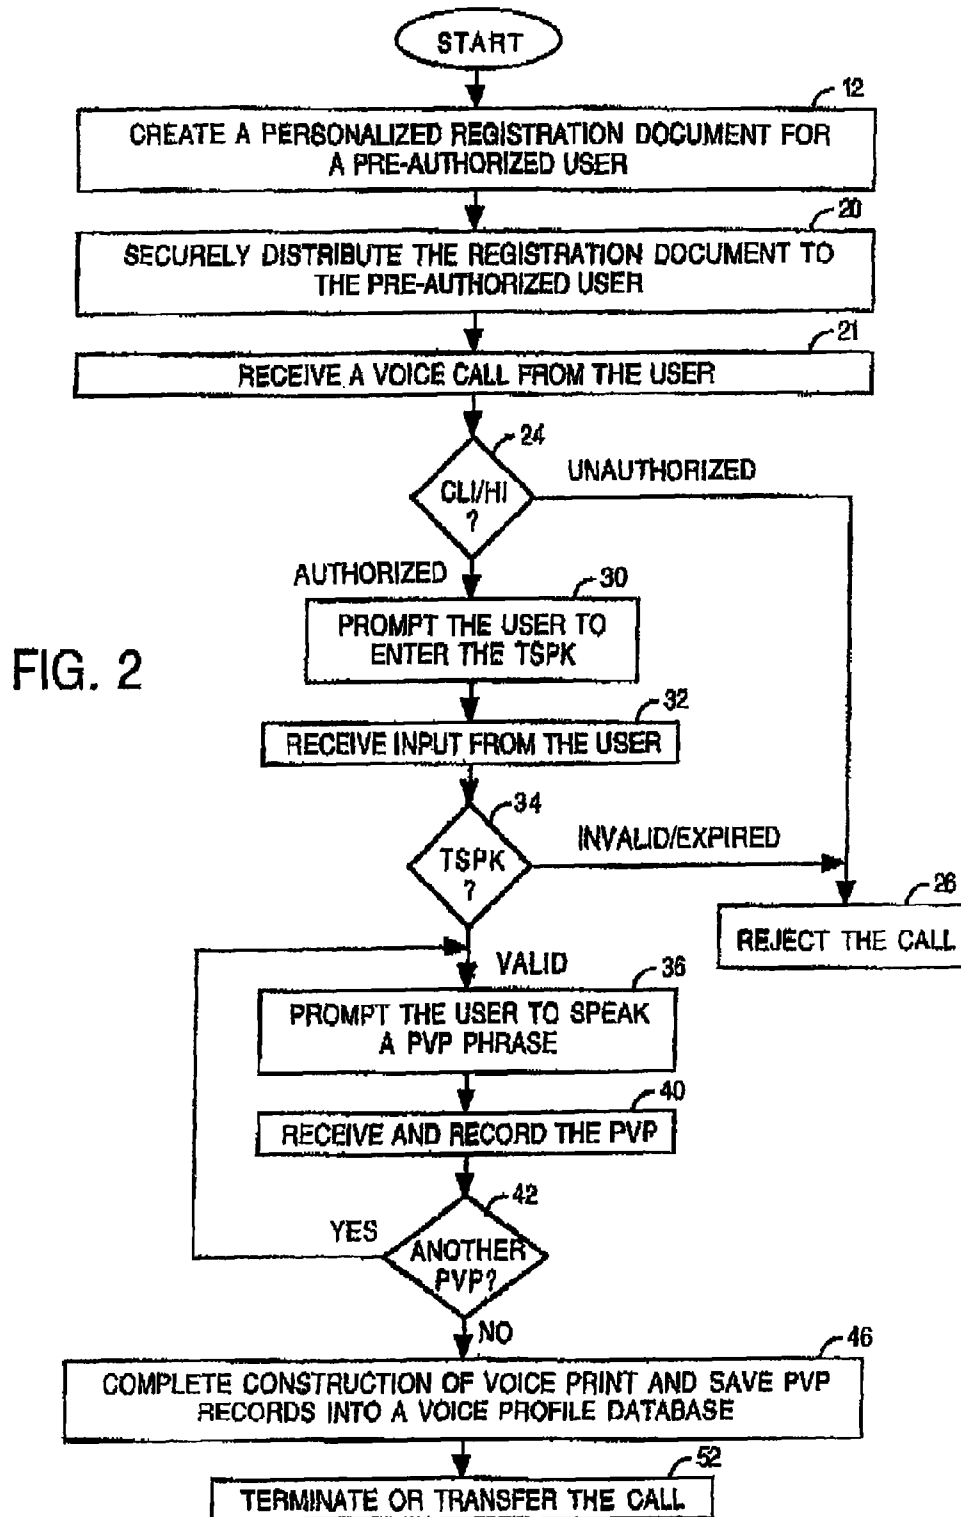 START
12
CREATE A PERSONALIZED REGISTRATION DOCUMENT FOR
A PRE-AUTHORIZED USER
20
SECURELY DISTRIBUTE THE REGISTRATION DOCUMENT TO
THE PRE-AUTHORIZED USER
21
RECEIVE A VOICE CALL FROM THE USER
24
CLI/HI
?
UNAUTHORIZED
AUTHORIZED
30
PROMPT THE USER TO
ENTER THE TSPK
FIG. 2
32
RECEIVE INPUT FROM THE USER
34
TSPK
?
INVALID/EXPIRED
26
REJECT THE CALL
VALID
36
PROMPT THE USER TO SPEAK
A PVP PHRASE
40
RECEIVE AND RECORD THE PVP
42
ANOTHER
PVP?
YES
NO
46
COMPLETE CONSTRUCTION OF VOICE PRINT AND SAVE PVP
RECORDS INTO A VOICE PROFILE DATABASE
52
TERMINATE OR TRANSFER THE CALL